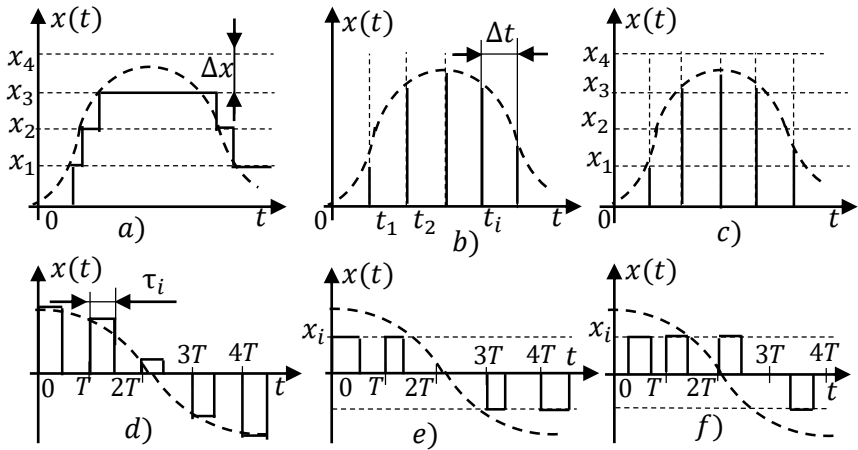 x(t)
x₄
x₃
x₂
x₁
Δx
0
t
a)
x(t)
Δt
0
t₁
t₂
tᵢ
t
b)
x(t)
x₄
x₃
x₂
x₁
0
t
c)
x(t)
τᵢ
3T
4T
0
T
2T
t
d)
x(t)
xᵢ
0
T
2T
3T
4T
t
e)
x(t)
xᵢ
0
T
2T
3T
4T
t
f)